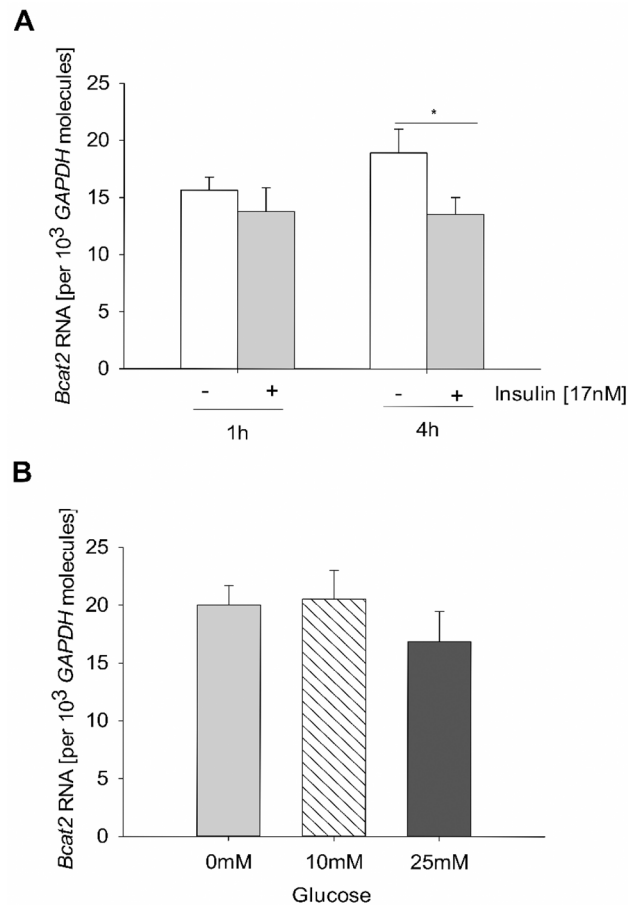 A
Bcat2 RNA [per 10³ GAPDH molecules]
25
20
15
10
5
0
*
- + - + Insulin [17nM]
1h 4h
B
Bcat2 RNA [per 10³ GAPDH molecules]
25
20
15
10
5
0
0mM 10mM 25mM
Glucose